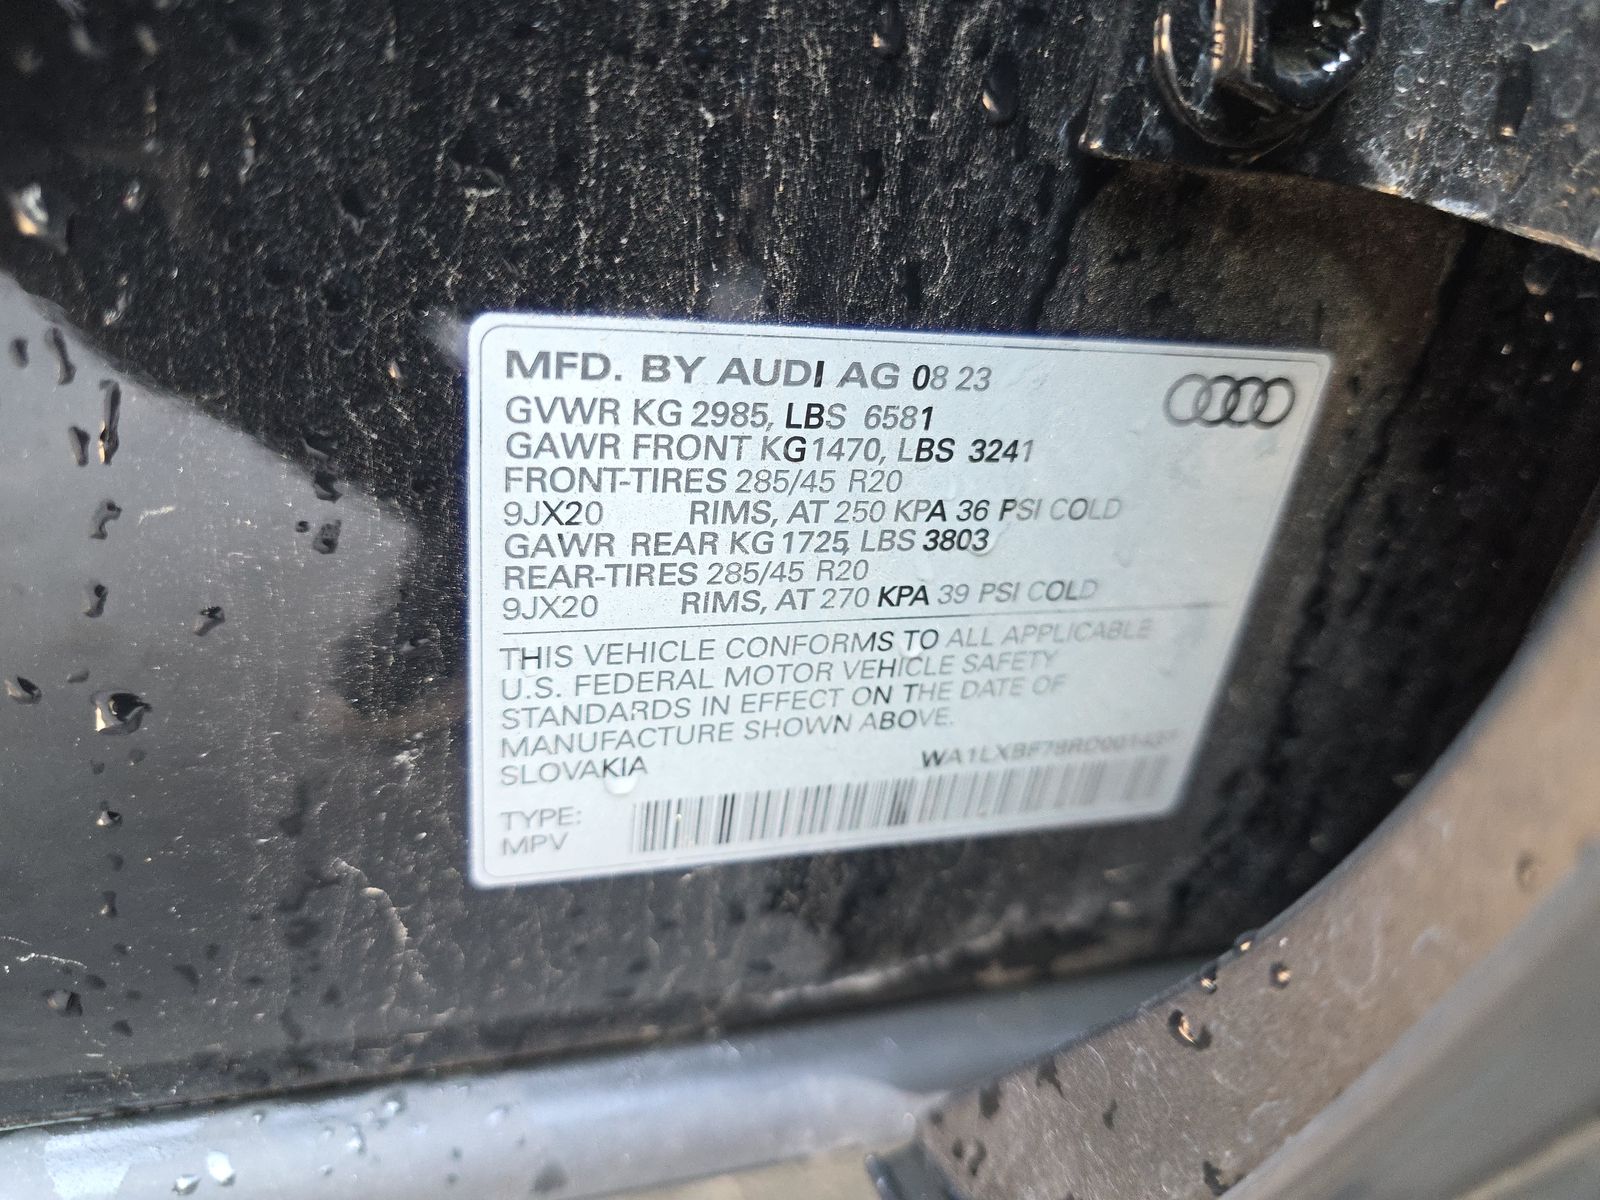 MFD. BY AUDI AG 08 23
GVWR KG 2985, LBS 6581
GAWR FRONT KG 1470, LBS 3241
FRONT-TIRES 285/45 R20
9JX20 RIMS, AT 250 KPA 36 PSI COLD
GAWR REAR KG 1725, LBS 3803
REAR-TIRES 285/45 R20
9JX20 RIMS, AT 270 KPA 39 PSI COLD
THIS VEHICLE CONFORMS TO ALL APPLICABLE
U.S. FEDERAL MOTOR VEHICLE SAFETY
STANDARDS IN EFFECT ON THE DATE OF
MANUFACTURE SHOWN ABOVE.
SLOVAKIA
TYPE:
MPV